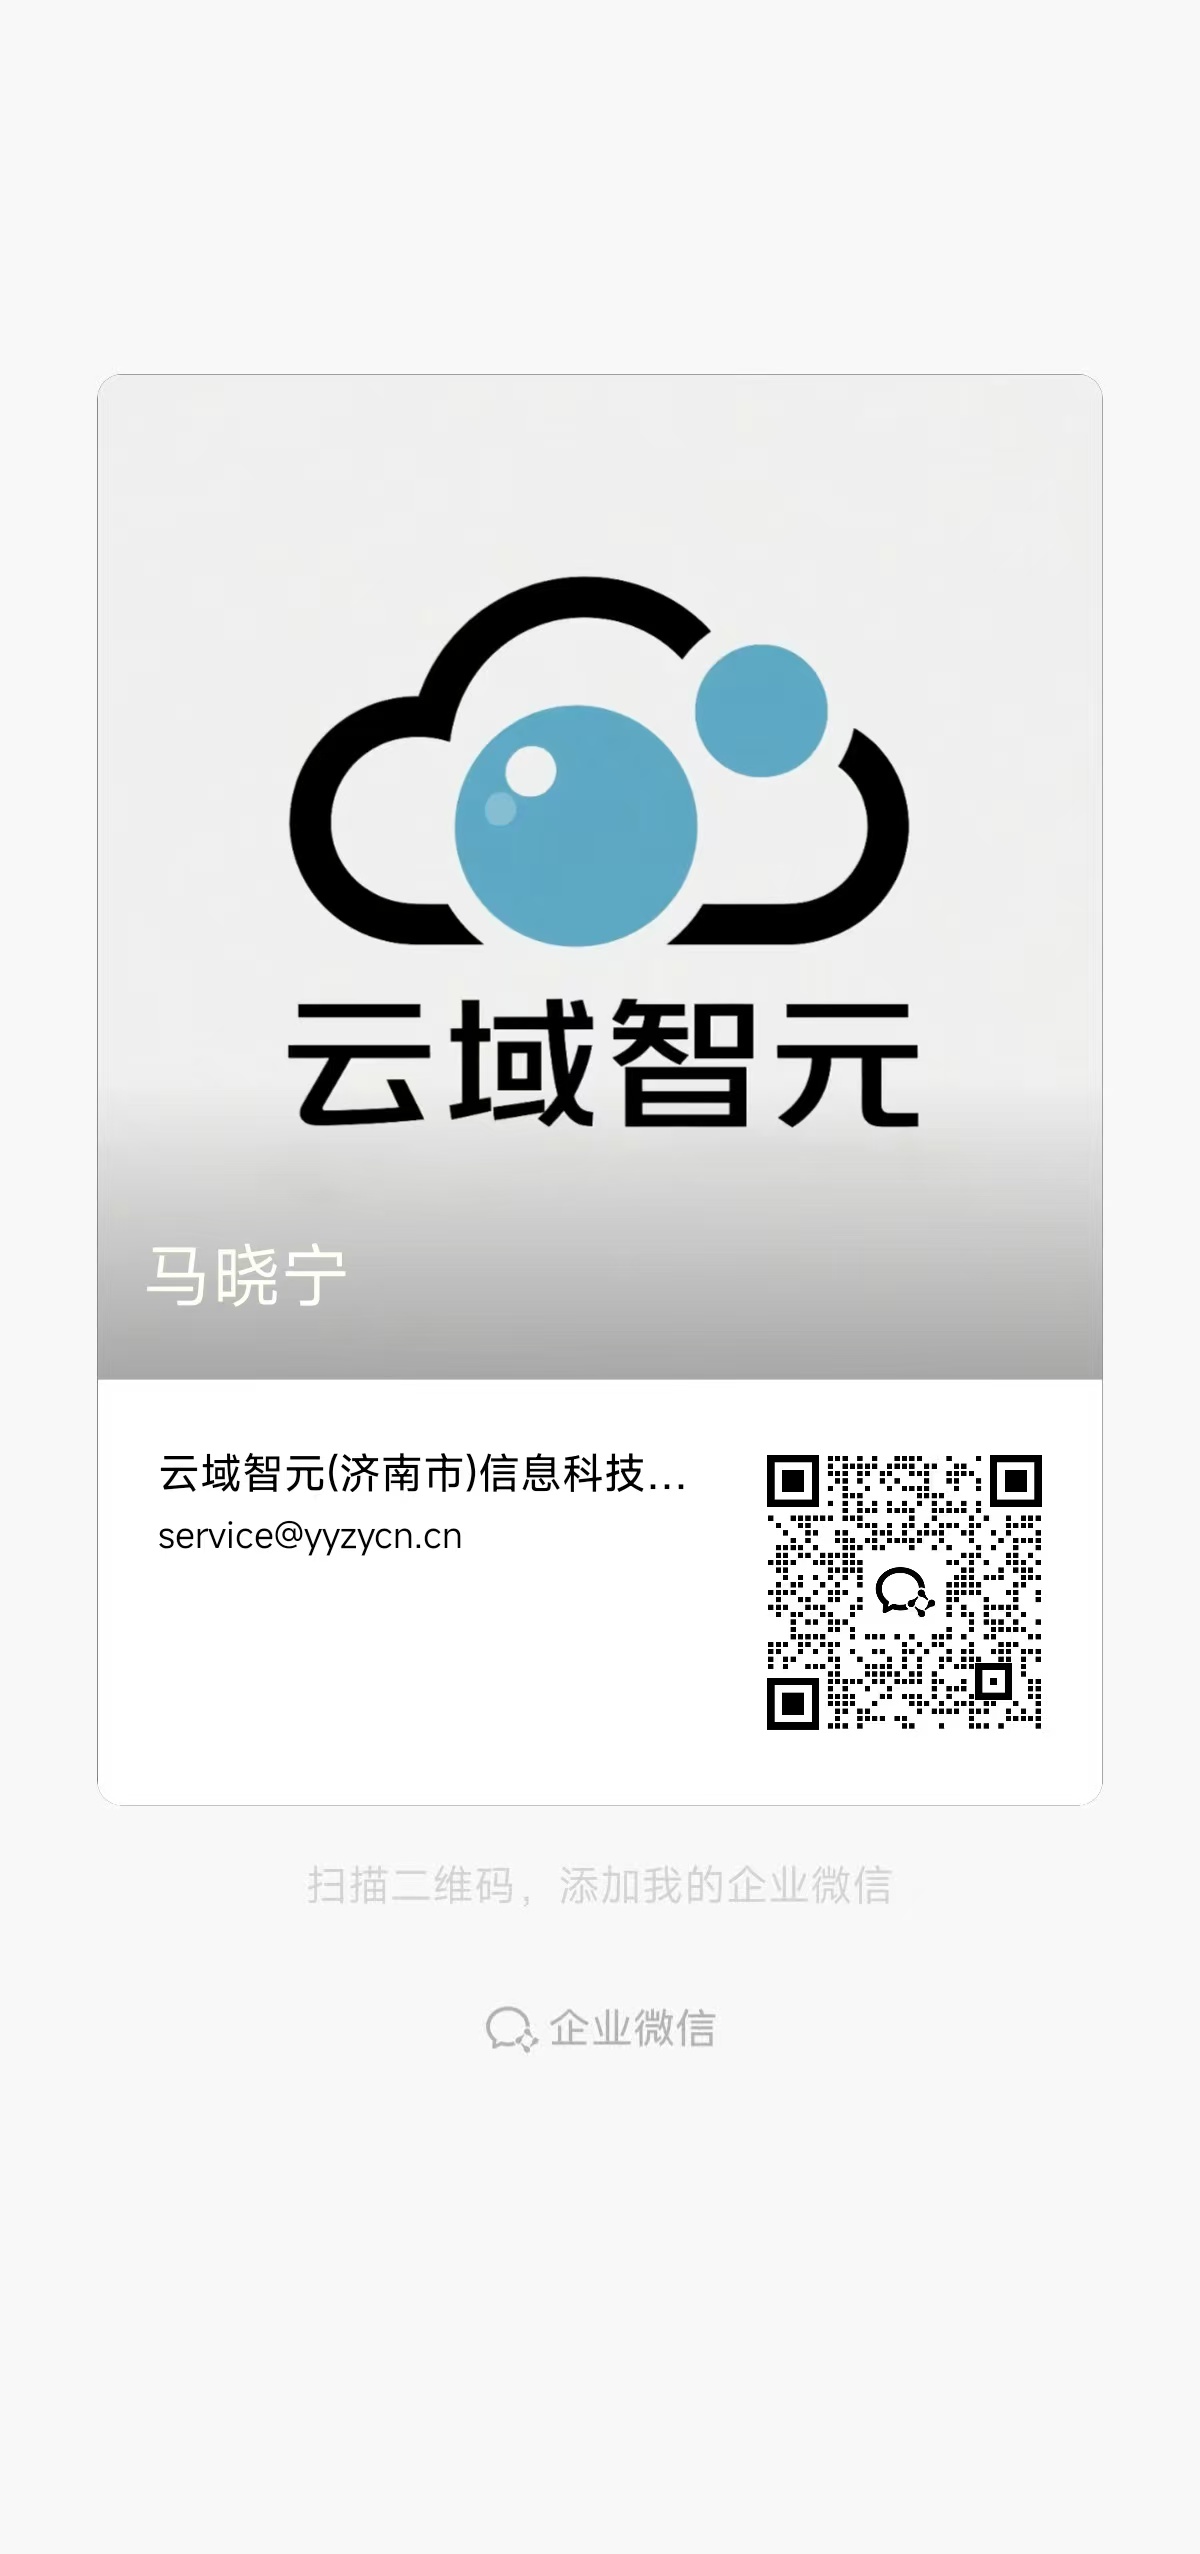 云域智元
马晓宁
云域智元(济南市)信息科技...
service@yyzycn.cn
扫描二维码，添加我的企业微信
企业微信